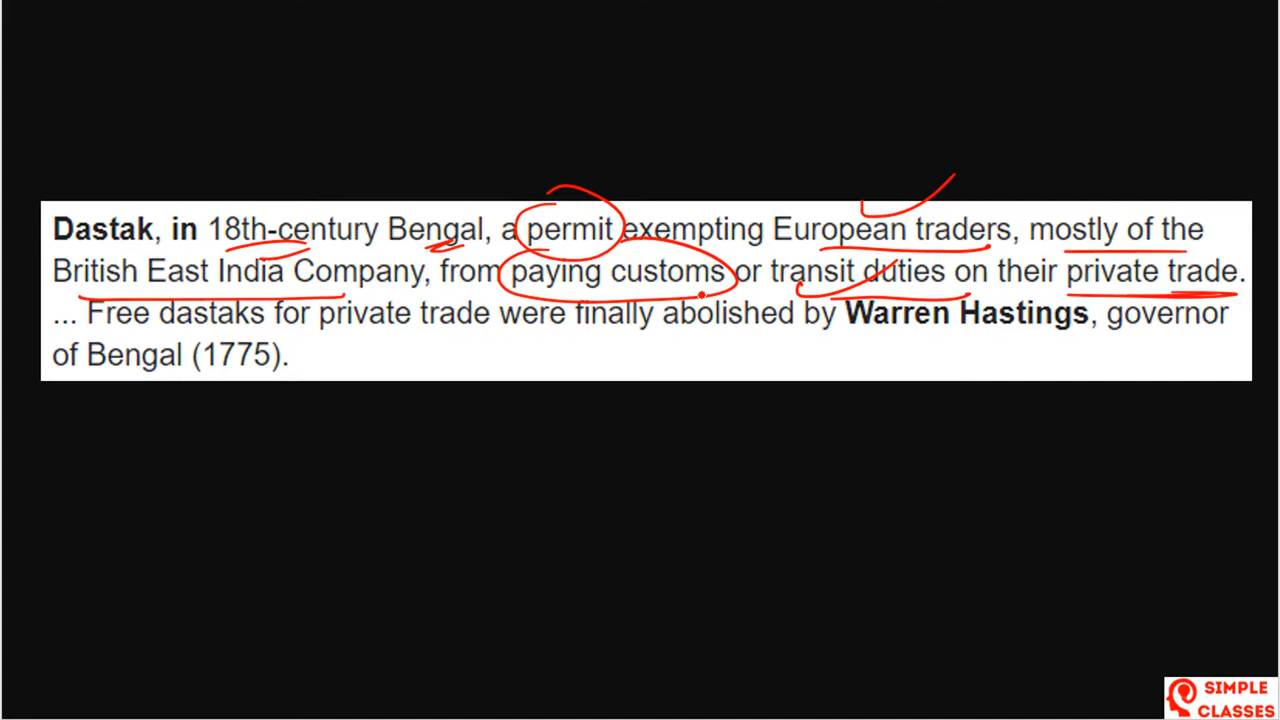 Dastak, in 18th-century Bengal, a permit exempting European traders, mostly of the
British East India Company, from paying customs or transit duties on their private trade.
... Free dastaks for private trade were finally abolished by Warren Hastings, governor
of Bengal (1775).
SIMPLE
CLASSES